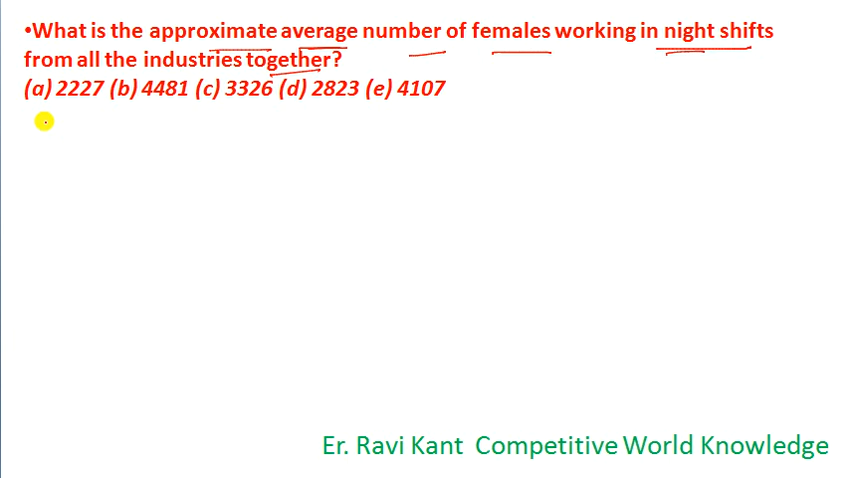 •What is the approximate average number of females working in night shifts
from all the industries together?
(a) 2227 (b) 4481 (c) 3326 (d) 2823 (e) 4107
Er. Ravi Kant Competitive World Knowledge